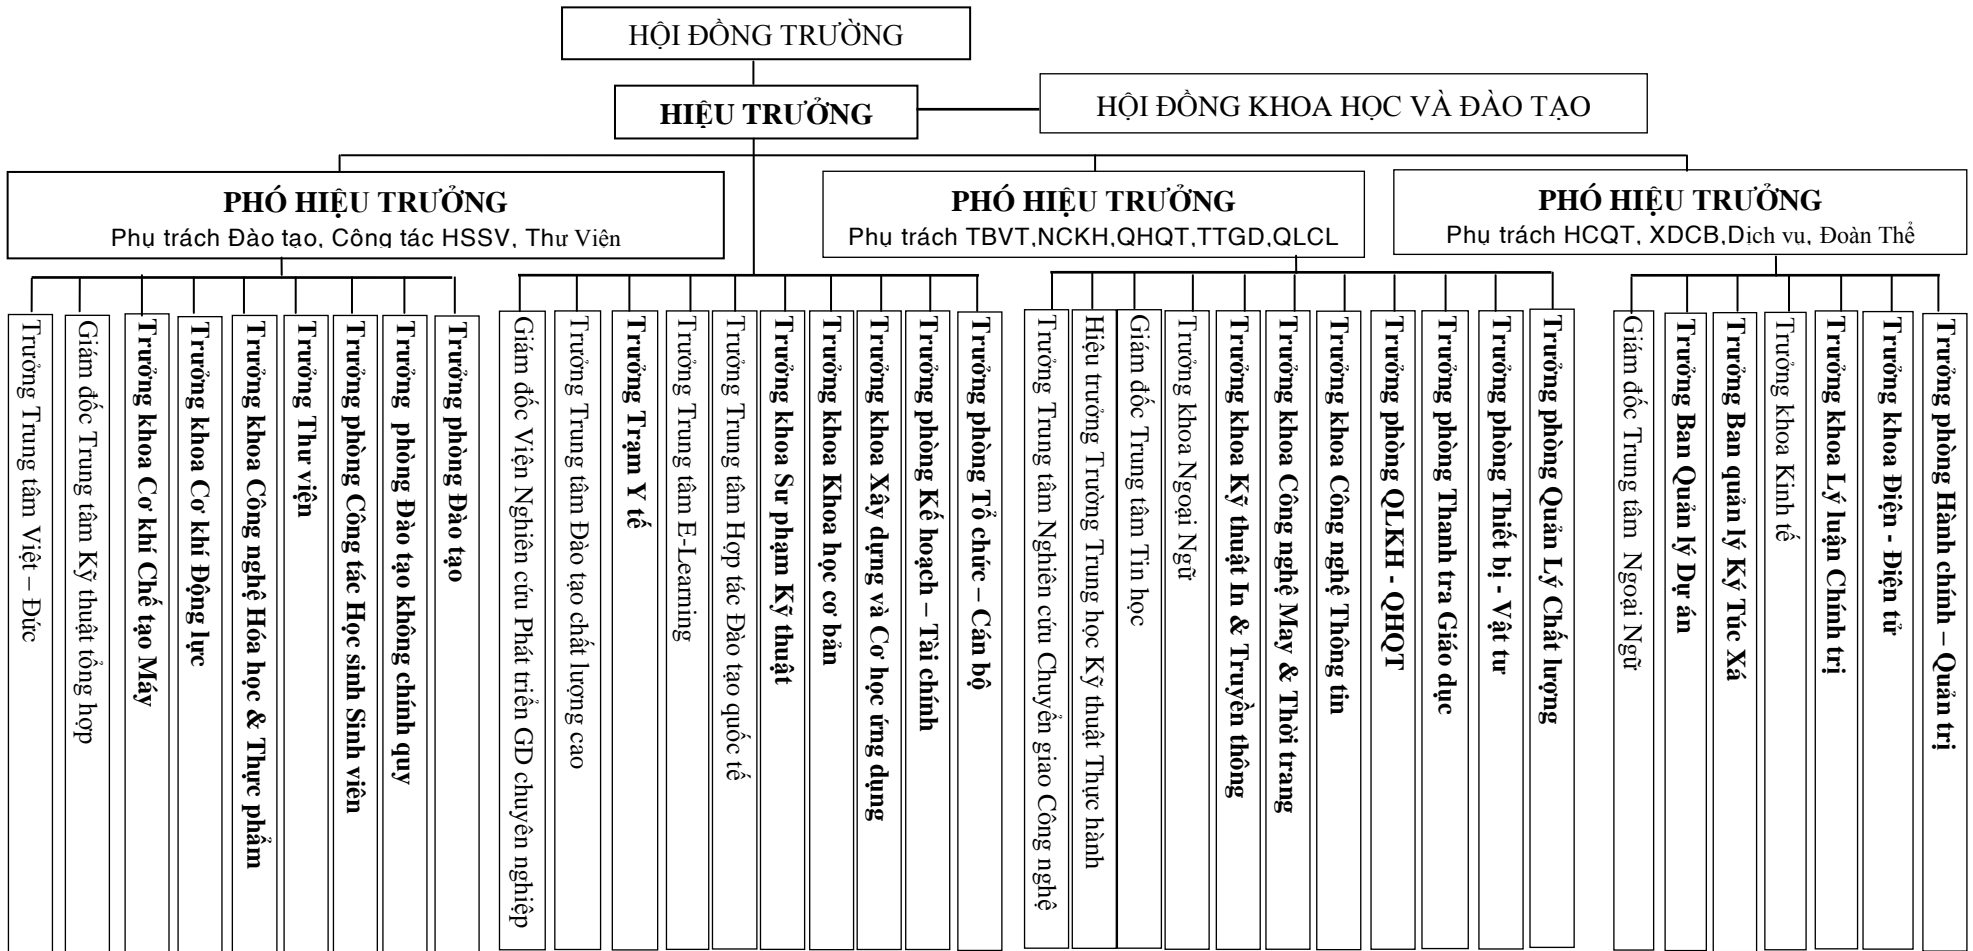 HỘI ĐỒNG TRƯỜNG
HIỆU TRƯỞNG
HỘI ĐỒNG KHOA HỌC VÀ ĐÀO TẠO
PHÓ HIỆU TRƯỞNG
Phụ trách Đào tạo, Công tác HSSV, Thư Viện
PHÓ HIỆU TRƯỞNG
Phụ trách TBVT,NCKH,QHQT,TTGD,QLCL
PHÓ HIỆU TRƯỞNG
Phụ trách HCQT, XDCB,Dịch vụ, Đoàn Thể
Trưởng Trung tâm Việt – Đức
Giám đốc Trung tâm Kỹ thuật tổng hợp
Trưởng khoa Cơ khí Chế tạo Máy
Trưởng khoa Cơ khí Động lực
Trưởng khoa Công nghệ Hóa học & Thực phẩm
Trưởng Thư viện
Trưởng phòng Công tác Học sinh Sinh viên
Trưởng phòng Đào tạo không chính quy
Trưởng phòng Đào tạo
Giám đốc Viện Nghiên cứu Phát triển GD chuyên nghiệp
Trưởng Trung tâm Đào tạo chất lượng cao
Trưởng Trạm Y tế
Trưởng Trung tâm E-Learning
Trưởng Trung tâm Hợp tác Đào tạo quốc tế
Trưởng khoa Sư phạm Kỹ thuật
Trưởng khoa Khoa học cơ bản
Trưởng khoa Xây dựng và Cơ học ứng dụng
Trưởng phòng Kế hoạch – Tài chính
Trưởng phòng Tổ chức – Cán bộ
Trưởng Trung tâm Nghiên cứu Chuyển giao Công nghệ
Hiệu trưởng Trường Trung học Kỹ thuật Thực hành
Giám đốc Trung tâm Tin học
Trưởng khoa Ngoại Ngữ
Trưởng khoa Kỹ thuật In & Truyền thông
Trưởng khoa Công nghệ May & Thời trang
Trưởng khoa Công nghệ Thông tin
Trưởng phòng QLKH - QHQT
Trưởng phòng Thanh tra Giáo dục
Trưởng phòng Thiết bị - Vật tư
Trưởng phòng Quản Lý Chất lượng
Giám đốc Trung tâm Ngoại Ngữ
Trưởng Ban Quản lý Dự án
Trưởng Ban quản lý Ký Túc Xá
Trưởng khoa Kinh tế
Trưởng khoa Lý luận Chính trị
Trưởng khoa Điện - Điện tử
Trưởng phòng Hành chính – Quản trị